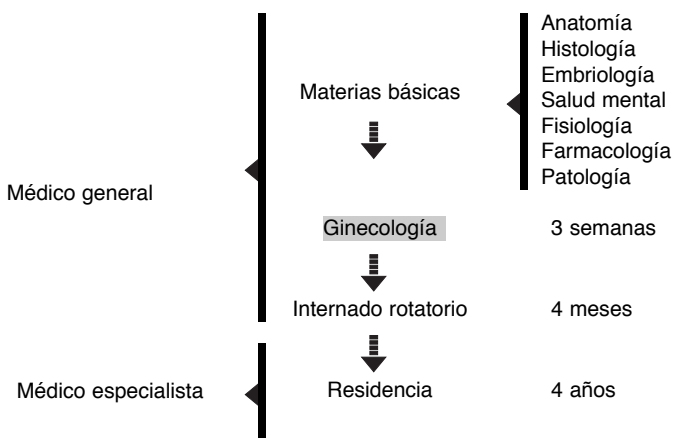 Anatomía
Histología
Embriología
Materias básicas
Salud mental
Fisiología
Farmacología
Patología
Médico general
Ginecología
3 semanas
Internado rotatorio
4 meses
Médico especialista
Residencia
4 años